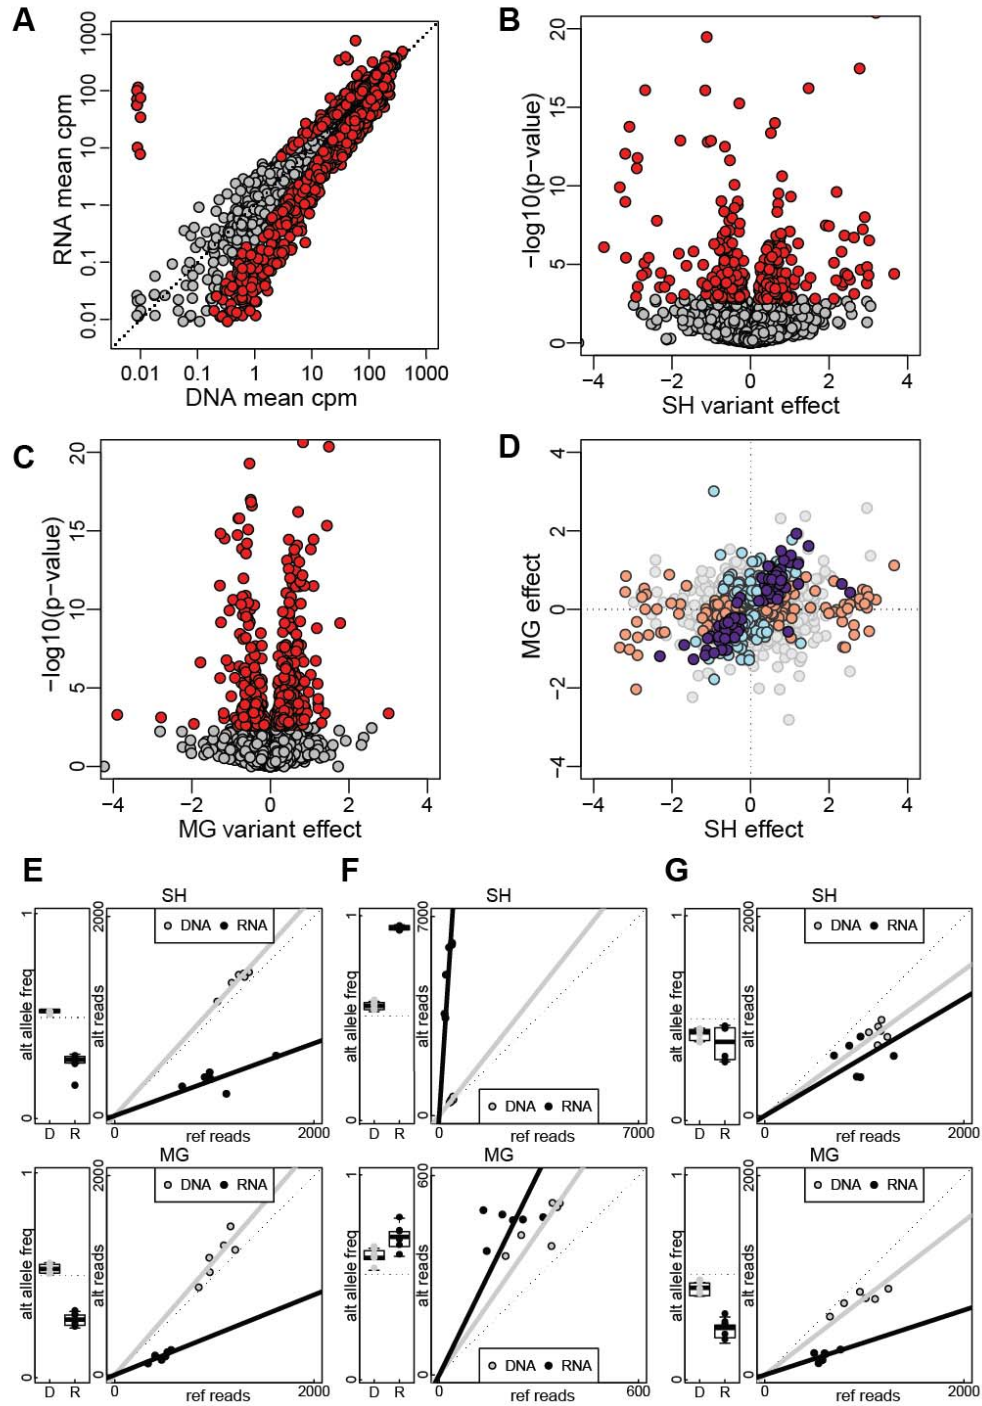 A
RNA mean cpm
1000
100
10
1
0.1
0.01
0.01 0.1 1 10 100 1000
DNA mean cpm
B
−log10(p−value)
20
15
10
5
0
−4 −2 0 2 4
SH variant effect
C
−log10(p−value)
20
15
10
5
0
−4 −2 0 2 4
MG variant effect
D
MG effect
4
2
0
−2
−4
−4 −2 0 2 4
SH effect
E
SH
alt allele freq
1
0
D R
alt reads
2000
0
DNA RNA
0 ref reads 2000
MG
alt allele freq
1
0
D R
alt reads
2000
0
DNA RNA
0 ref reads 2000
F
SH
alt allele freq
1
0
D R
alt reads
7000
0
DNA RNA
0 ref reads 7000
MG
alt allele freq
1
0
D R
alt reads
600
0
DNA RNA
0 ref reads 600
G
SH
alt allele freq
1
0
D R
alt reads
2000
0
DNA RNA
0 ref reads 2000
MG
alt allele freq
1
0
D R
alt reads
2000
0
DNA RNA
0 ref reads 2000